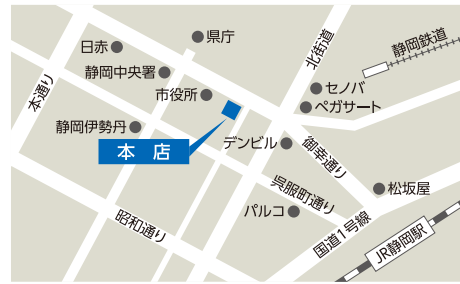 県庁
日赤
北街道
静岡鉄道
静岡中央署
本通り
市役所
セノバ
ペガサート
静岡伊勢丹
本 店
デンビル
御幸通り
呉服町通り
松坂屋
パルコ
昭和通り
国道1号線
JR静岡駅